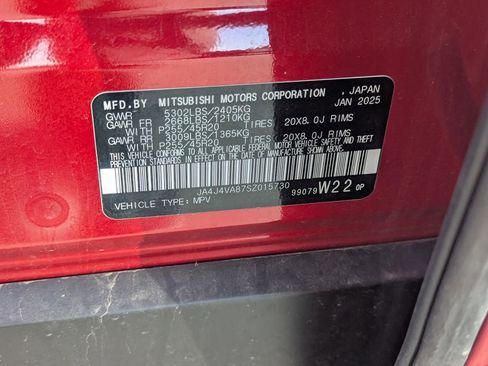 MFD.BY MITSUBISHI MOTORS CORPORATION , JAPAN
GVWR 5302LBS/2405KG JAN 2025
GAWR FR 2668LBS/1210KG
WITH P255/45R20 TIRES 20X8.0J RIMS
GAWR RR 3009LBS/1365KG
WITH P255/45R20 TIRES 20X8.0J RIMS
THIS VEHICLE CONFORMS TO ALL APPLICABLE FEDERAL MOTOR VEHICLE SAFETY AND THEFT
PREVENTION STANDARDS IN EFFECT ON THE DATE OF MANUFACTURE SHOWN ABOVE.
JA4J4VA87SZ015730
VEHICLE TYPE: MPV 99079 W22 0P